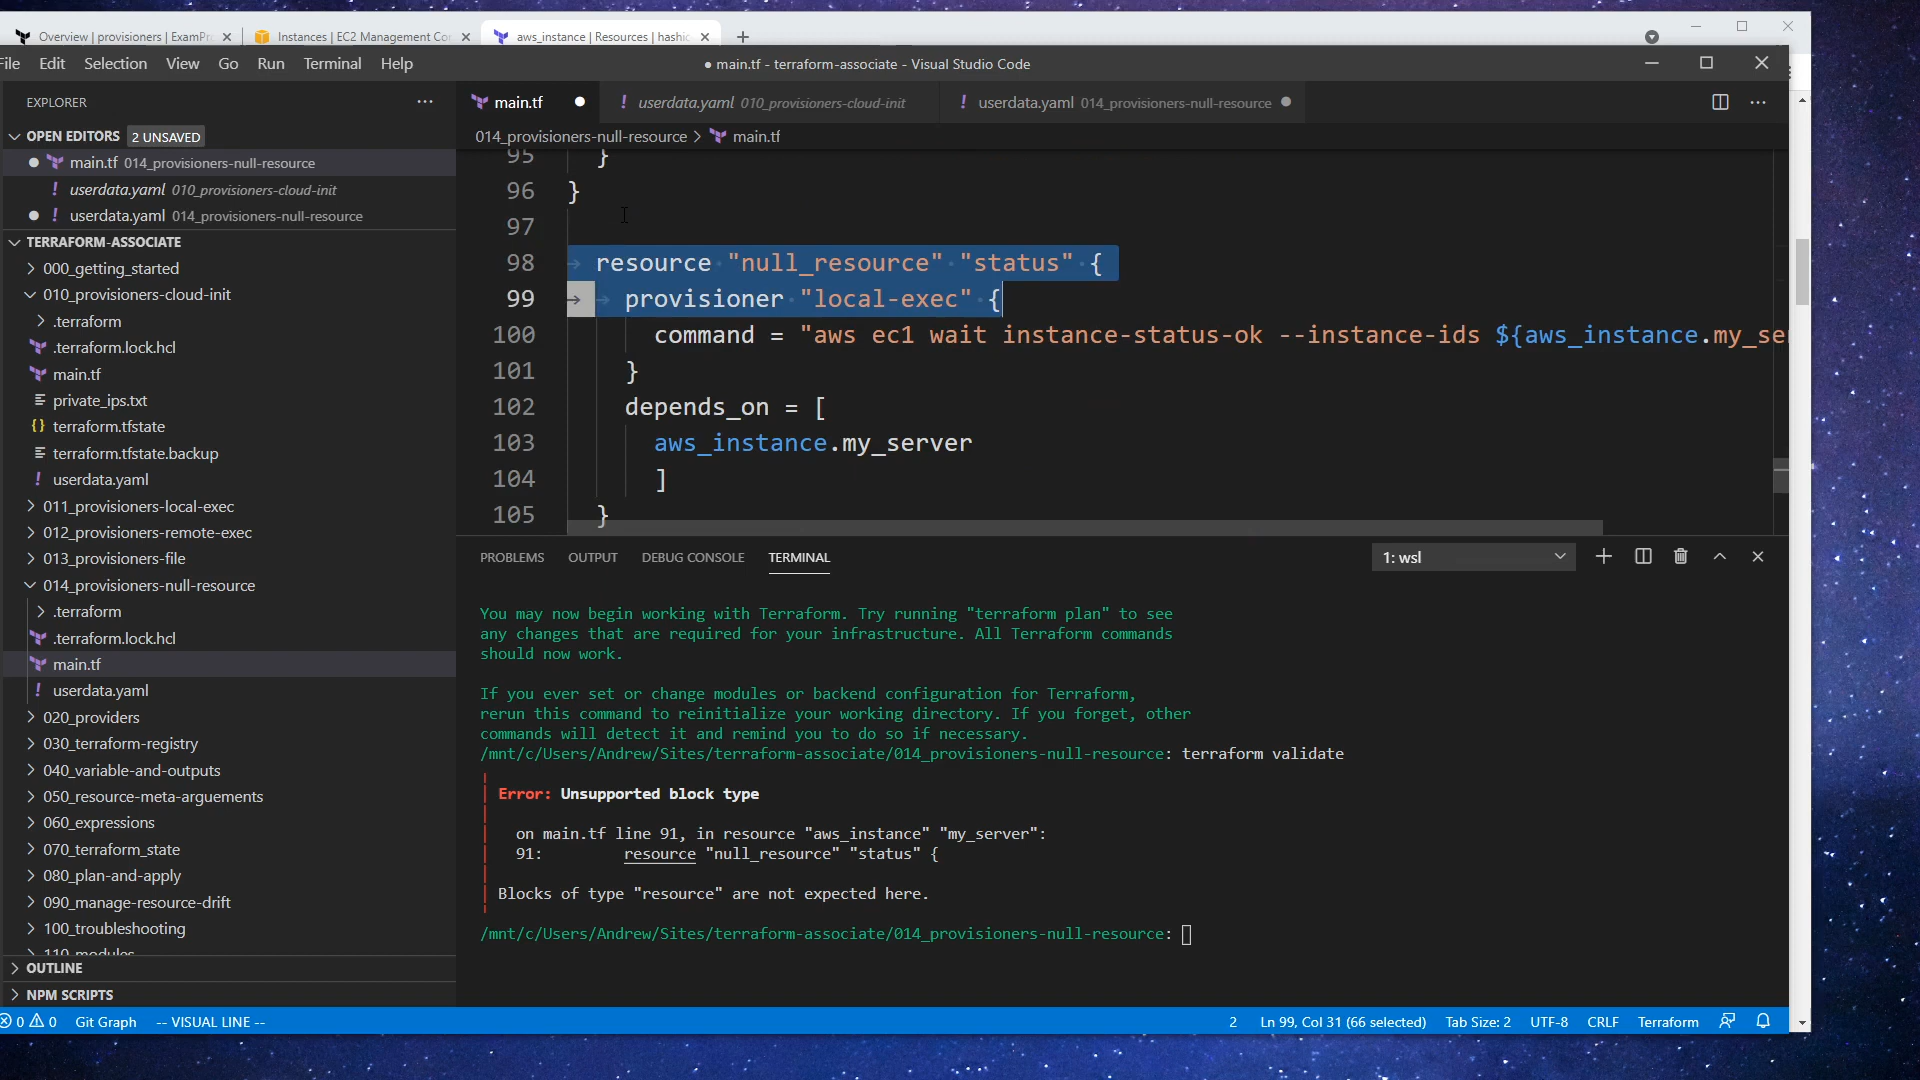 Overview | provisioners | ExamPr
Instances | EC2 Management Co
aws_instance | Resources | hashic
File Edit Selection View Go Run Terminal Help
● main.tf - terraform-associate - Visual Studio Code
EXPLORER
main.tf
userdata.yaml 010_provisioners-cloud-init
userdata.yaml 014_provisioners-null-resource
OPEN EDITORS 2 UNSAVED
014_provisioners-null-resource > main.tf
main.tf 014_provisioners-null-resource
userdata.yaml 010_provisioners-cloud-init
userdata.yaml 014_provisioners-null-resource
TERRAFORM-ASSOCIATE
000_getting_started
010_provisioners-cloud-init
.terraform
.terraform.lock.hcl
main.tf
private_ips.txt
terraform.tfstate
terraform.tfstate.backup
userdata.yaml
011_provisioners-local-exec
012_provisioners-remote-exec
013_provisioners-file
014_provisioners-null-resource
.terraform
.terraform.lock.hcl
main.tf
userdata.yaml
020_providers
030_terraform-registry
040_variable-and-outputs
050_resource-meta-arguements
060_expressions
070_terraform_state
080_plan-and-apply
090_manage-resource-drift
100_troubleshooting
110_modules
OUTLINE
NPM SCRIPTS
95 }
96 }
97
98 resource "null_resource" "status" {
99 provisioner "local-exec" {
100 command = "aws ec1 wait instance-status-ok --instance-ids ${aws_instance.my_se
101 }
102 depends_on = [
103 aws_instance.my_server
104 ]
105 }
PROBLEMS OUTPUT DEBUG CONSOLE TERMINAL
1: wsl
You may now begin working with Terraform. Try running "terraform plan" to see
any changes that are required for your infrastructure. All Terraform commands
should now work.
If you ever set or change modules or backend configuration for Terraform,
rerun this command to reinitialize your working directory. If you forget, other
commands will detect it and remind you to do so if necessary.
/mnt/c/Users/Andrew/Sites/terraform-associate/014_provisioners-null-resource: terraform validate
Error: Unsupported block type
on main.tf line 91, in resource "aws_instance" "my_server":
91: resource "null_resource" "status" {
Blocks of type "resource" are not expected here.
/mnt/c/Users/Andrew/Sites/terraform-associate/014_provisioners-null-resource:
0 0 Git Graph -- VISUAL LINE --
2 Ln 99, Col 31 (66 selected) Tab Size: 2 UTF-8 CRLF Terraform